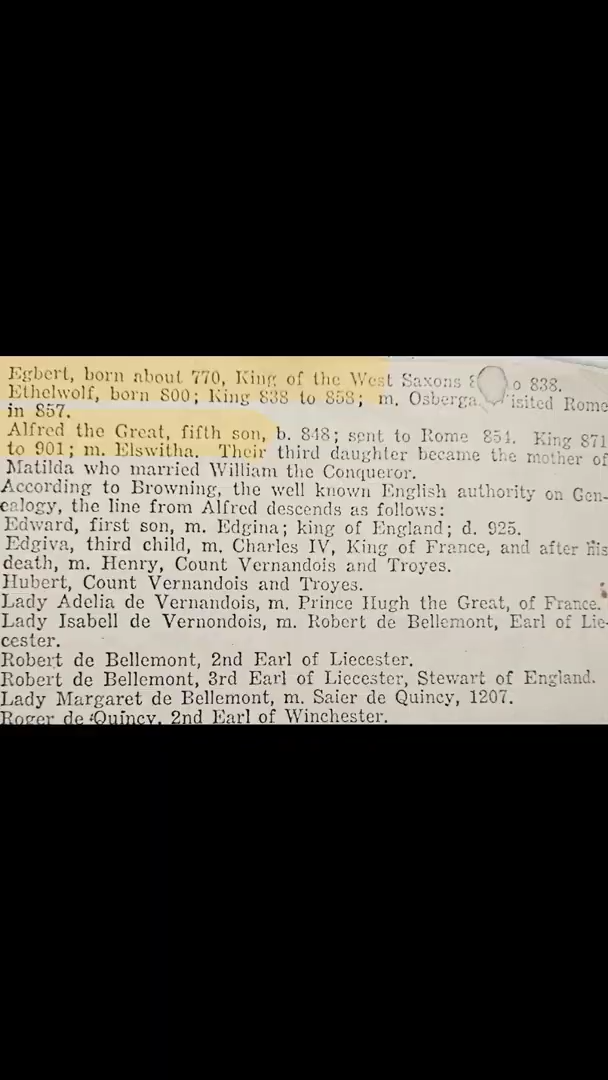 Egbert, born about 770, King of the West Saxons 8 o 838.
Ethelwolf, born 800; King 838 to 858; m. Osberga. isited Rome
in 857.
Alfred the Great, fifth son, b. 848; sent to Rome 854. King 871
to 901; m. Elswitha. Their third daughter became the mother of
Matilda who married William the Conqueror.
According to Browning, the well known English authority on Gen-
ealogy, the line from Alfred descends as follows:
Edward, first son, m. Edgina; king of England; d. 925.
Edgiva, third child, m. Charles IV, King of France, and after his
death, m. Henry, Count Vernandois and Troyes.
Hubert, Count Vernandois and Troyes.
Lady Adelia de Vernandois, m. Prince Hugh the Great, of France.
Lady Isabell de Vernondois, m. Robert de Bellemont, Earl of Lie-
cester.
Robert de Bellemont, 2nd Earl of Liecester.
Robert de Bellemont, 3rd Earl of Liecester, Stewart of England.
Lady Margaret de Bellemont, m. Saier de Quincy, 1207.
Roger de Quincy, 2nd Earl of Winchester.